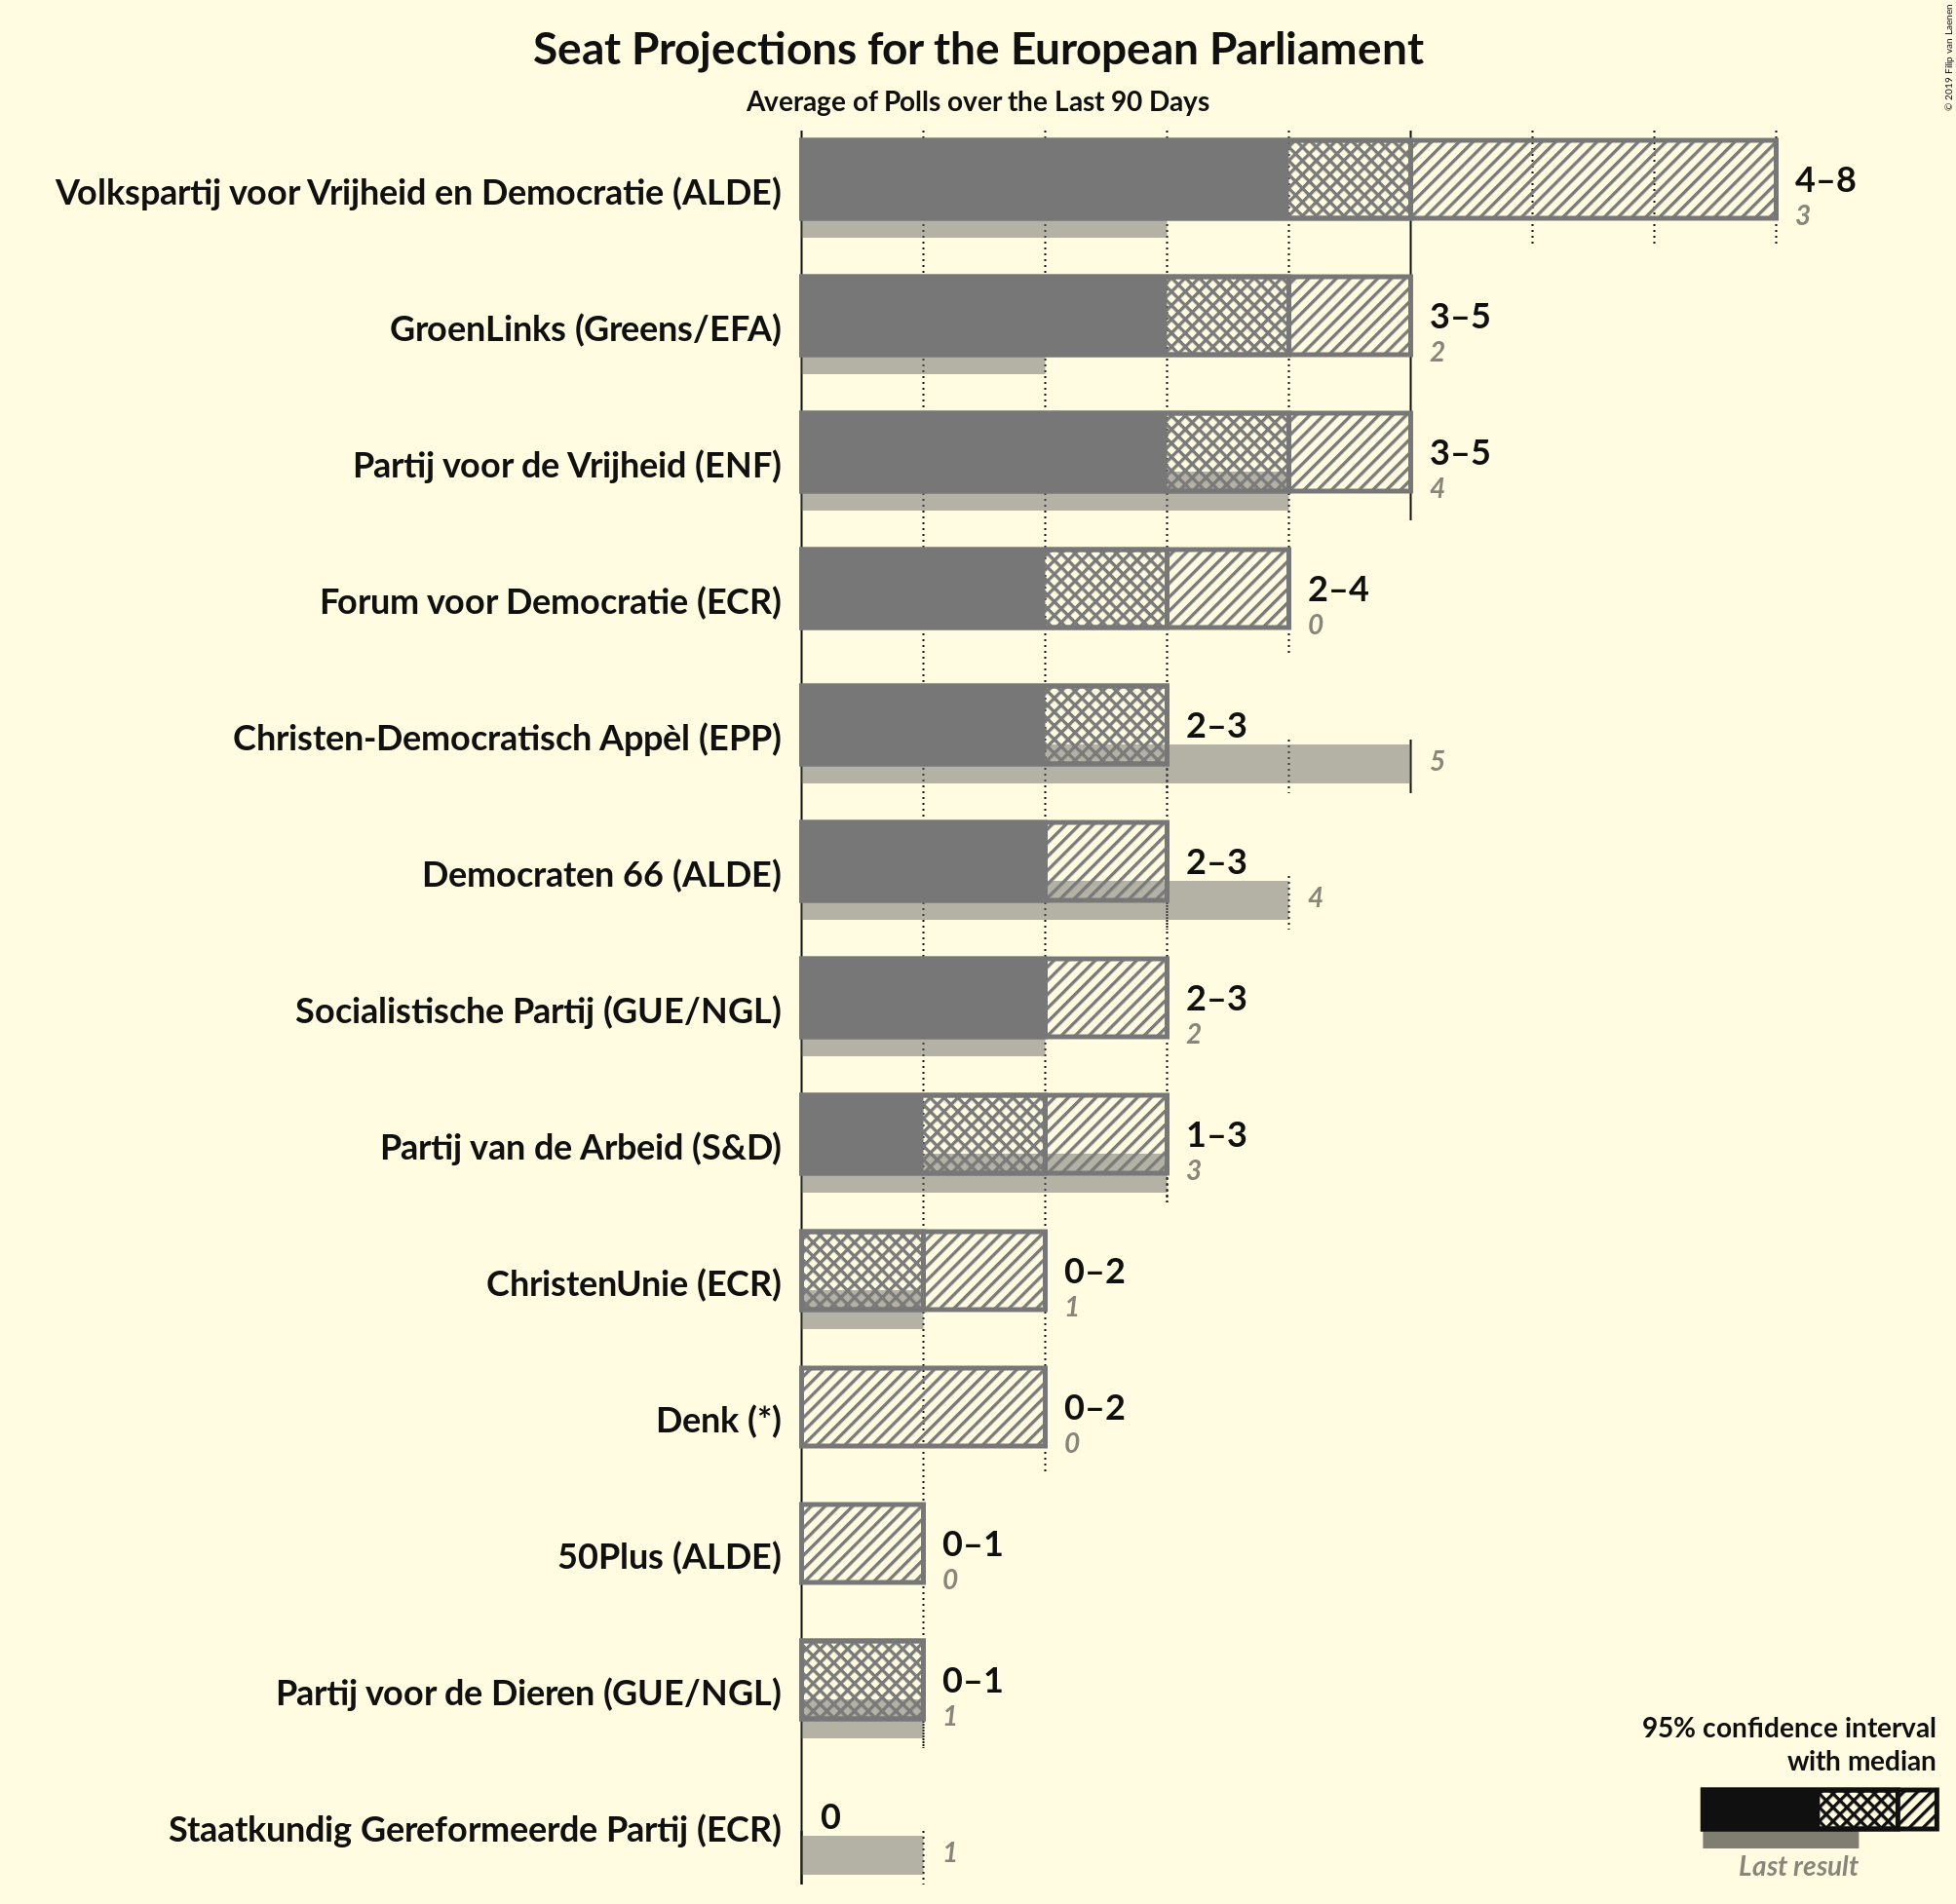 Seat Projections for the European Parliament
Average of Polls over the Last 90 Days
© 2019 Filip van Laenen
Volkspartij voor Vrijheid en Democratie (ALDE)
4–8
3
GroenLinks (Greens/EFA)
3–5
2
Partij voor de Vrijheid (ENF)
3–5
4
Forum voor Democratie (ECR)
2–4
0
Christen-Democratisch Appèl (EPP)
2–3
5
Democraten 66 (ALDE)
2–3
4
Socialistische Partij (GUE/NGL)
2–3
2
Partij van de Arbeid (S&D)
1–3
3
ChristenUnie (ECR)
0–2
1
Denk (*)
0–2
0
50Plus (ALDE)
0–1
0
Partij voor de Dieren (GUE/NGL)
0–1
1
Staatkundig Gereformeerde Partij (ECR)
0
1
95% confidence interval
with median
Last result